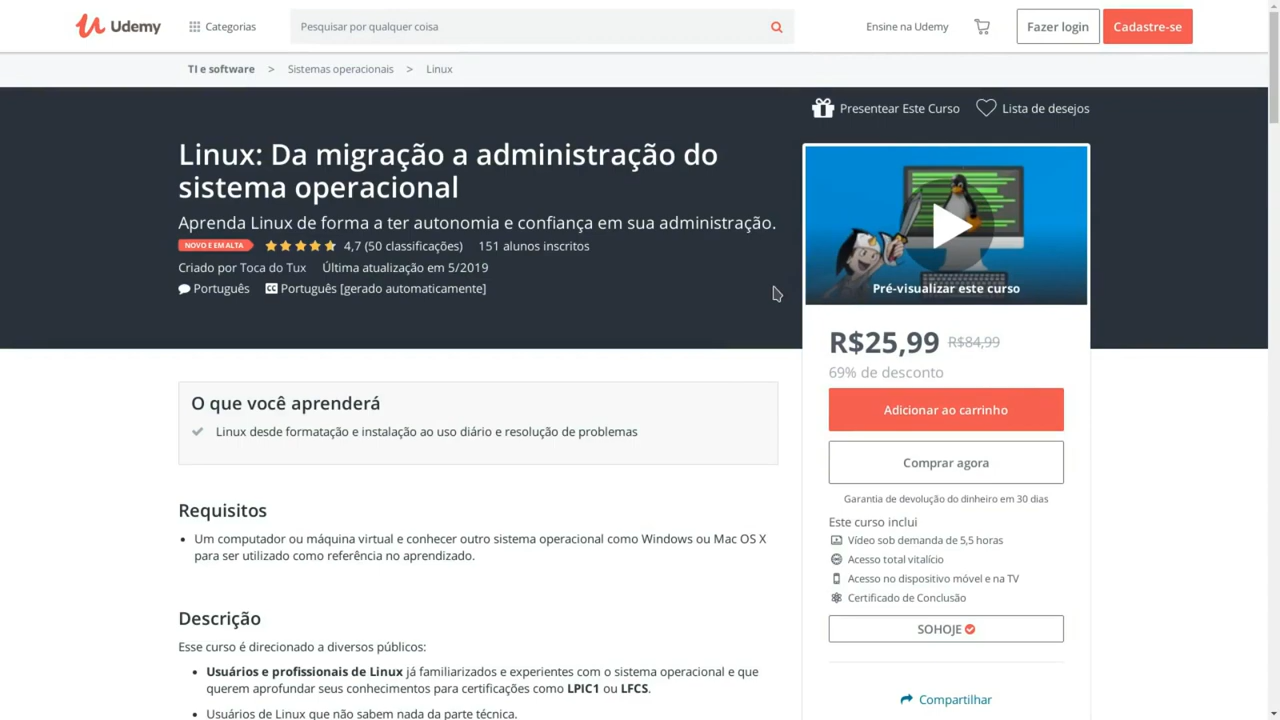 Udemy
Categorias
Pesquisar por qualquer coisa
Ensine na Udemy
Fazer login
Cadastre-se
TI e software > Sistemas operacionais > Linux
Presentear Este Curso
Lista de desejos
Linux: Da migração a administração do
sistema operacional
Aprenda Linux de forma a ter autonomia e confiança em sua administração.
NOVO E EM ALTA
4,7 (50 classificações) 151 alunos inscritos
Criado por Toca do Tux Última atualização em 5/2019
Português
Português [gerado automaticamente]
Pré-visualizar este curso
R$25,99 R$84,99
69% de desconto
Adicionar ao carrinho
Comprar agora
Garantia de devolução do dinheiro em 30 dias
Este curso inclui
Vídeo sob demanda de 5,5 horas
Acesso total vitalício
Acesso no dispositivo móvel e na TV
Certificado de Conclusão
SOHOJE
Compartilhar
O que você aprenderá
Linux desde formatação e instalação ao uso diário e resolução de problemas
Requisitos
• Um computador ou máquina virtual e conhecer outro sistema operacional como Windows ou Mac OS X
para ser utilizado como referência no aprendizado.
Descrição
Esse curso é direcionado a diversos públicos:
• Usuários e profissionais de Linux já familiarizados e experientes com o sistema operacional e que
querem aprofundar seus conhecimentos para certificações como LPIC1 ou LFCS.
• Usuários de Linux que não sabem nada da parte técnica.